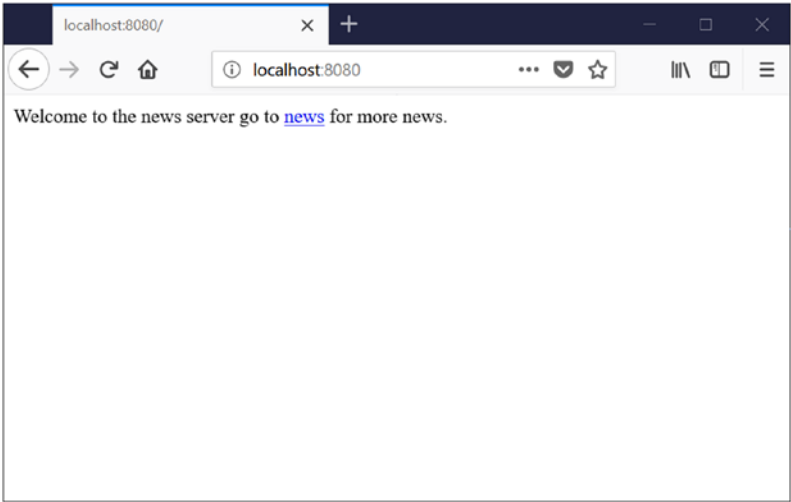 localhost:8080/
localhost:8080
Welcome to the news server go to news for more news.